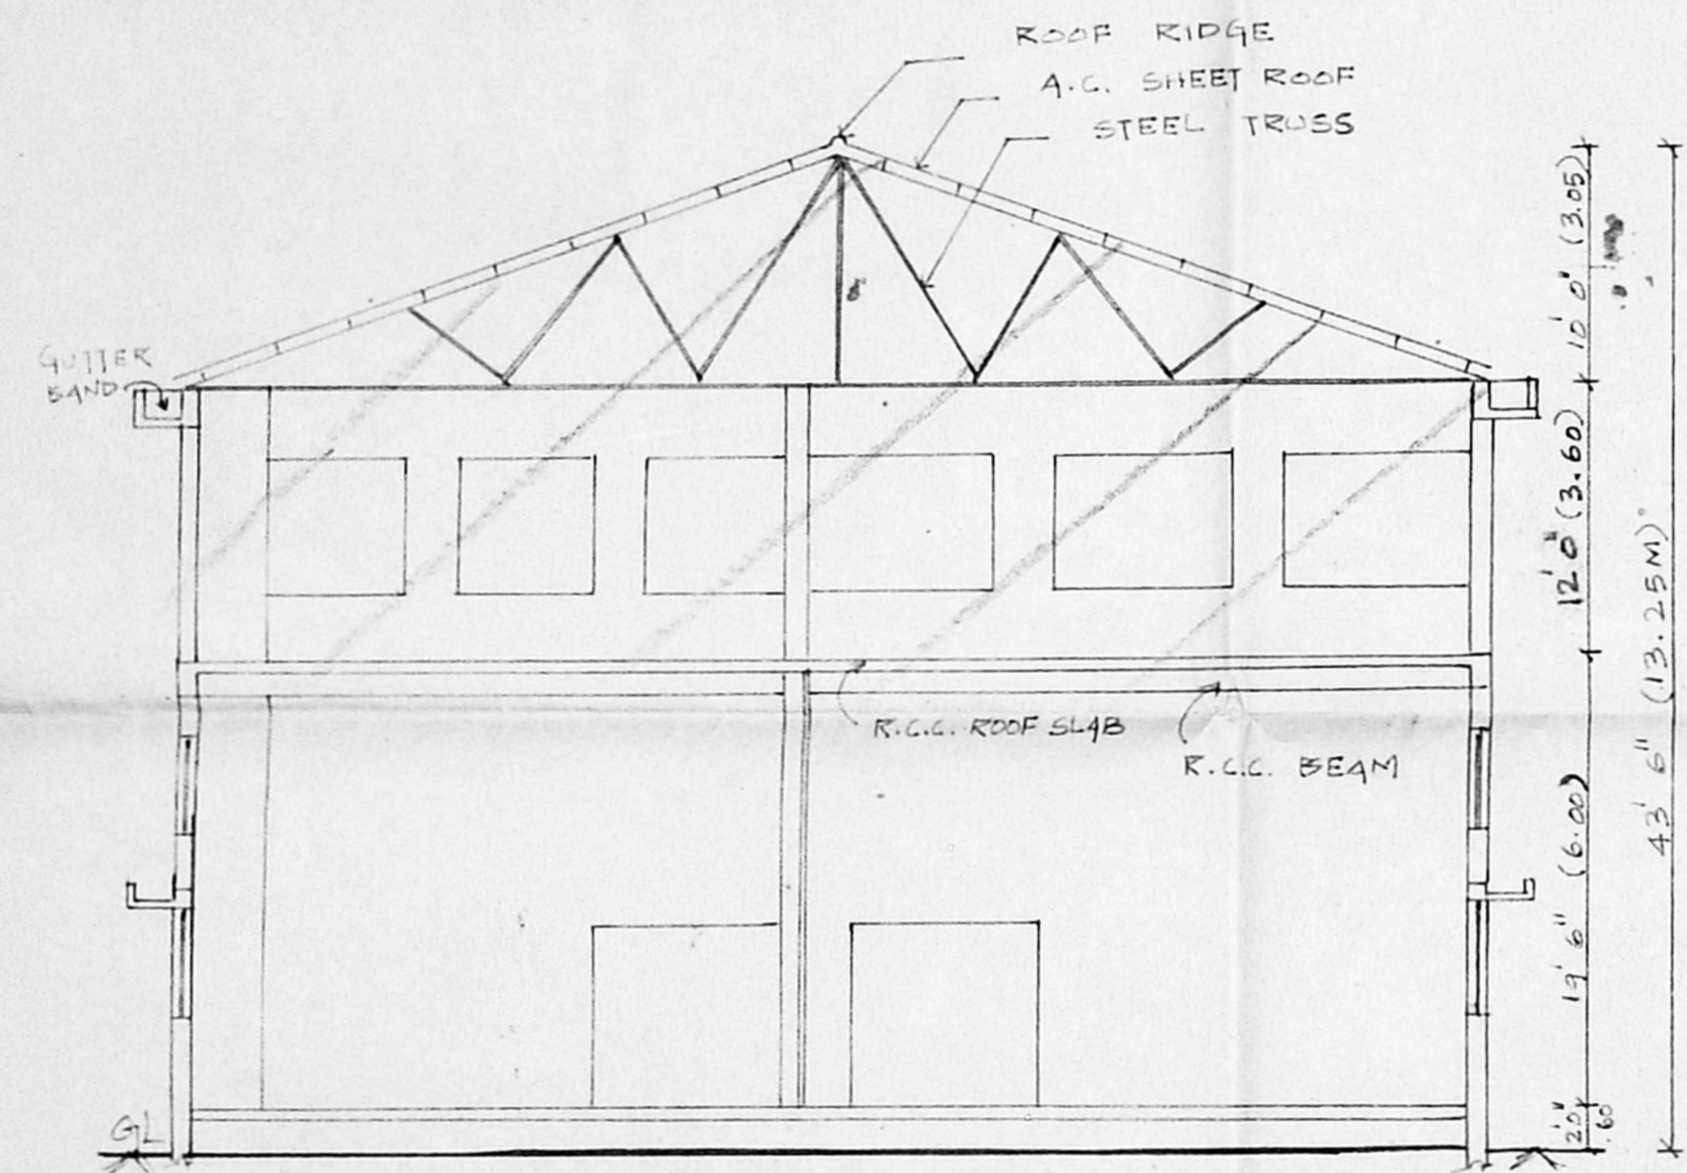 ROOF RIDGE
A.C. SHEET ROOF
STEEL TRUSS
GUTTER
BAND
10' 0" (3.05)
12' 0" (3.60)
43' 6" (13.25M)
R.C.C. ROOF SLAB
R.C.C. BEAM
19' 6" (6.00)
GL
2'0"
.60